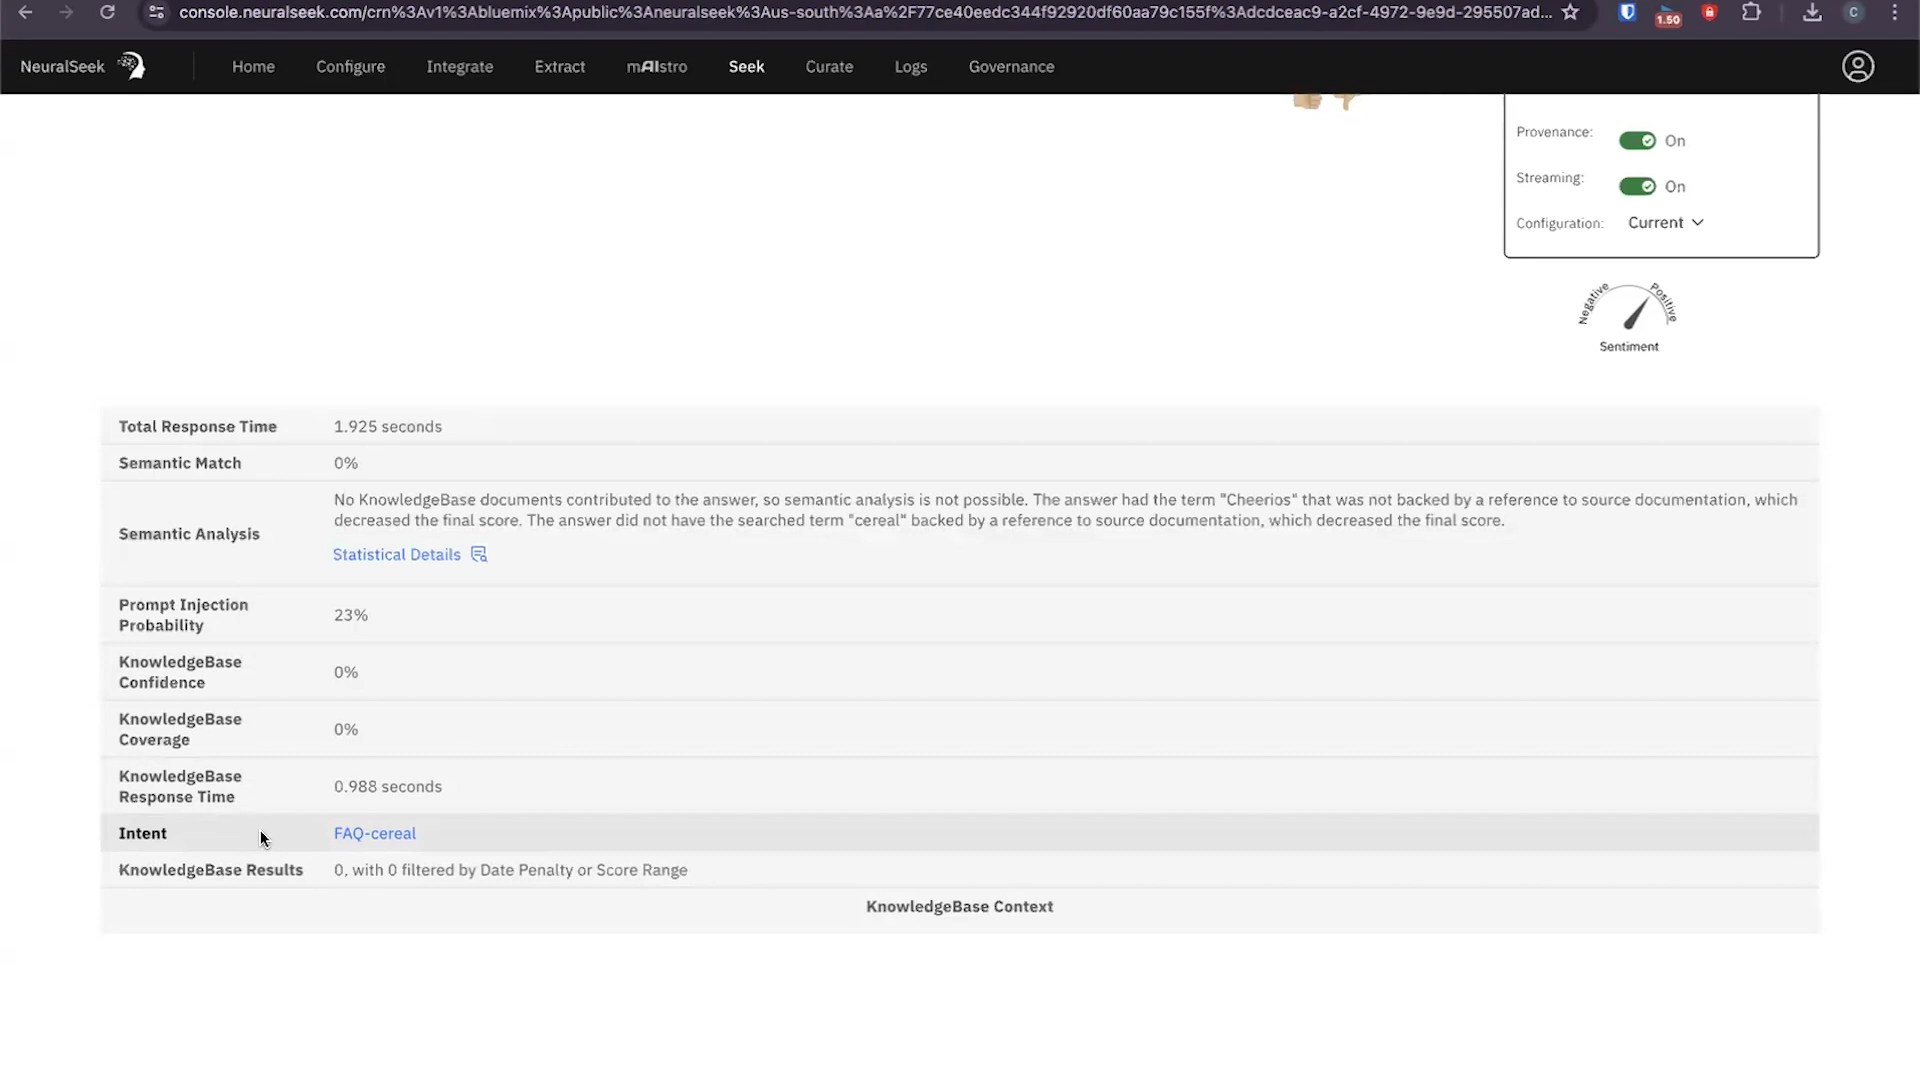 console.neuralseek.com/crn%3Av1%3Abluemix%3Apublic%3Aneuralseek%3Aus-south%3Aa%2F77ce40eedc344f92920df60aa79c155f%3Adcdceac9-a2cf-4972-9e9d-295507ad...
1.50
C
NeuralSeek
Home
Configure
Integrate
Extract
mAIstro
Seek
Curate
Logs
Governance
Provenance:
On
Streaming:
On
Configuration:
Current
Negative
Positive
Sentiment
Total Response Time
1.925 seconds
Semantic Match
0%
Semantic Analysis
No KnowledgeBase documents contributed to the answer, so semantic analysis is not possible. The answer had the term "Cheerios" that was not backed by a reference to source documentation, which
decreased the final score. The answer did not have the searched term "cereal" backed by a reference to source documentation, which decreased the final score.
Statistical Details
Prompt Injection
Probability
23%
KnowledgeBase
Confidence
0%
KnowledgeBase
Coverage
0%
KnowledgeBase
Response Time
0.988 seconds
Intent
FAQ-cereal
KnowledgeBase Results
0, with 0 filtered by Date Penalty or Score Range
KnowledgeBase Context